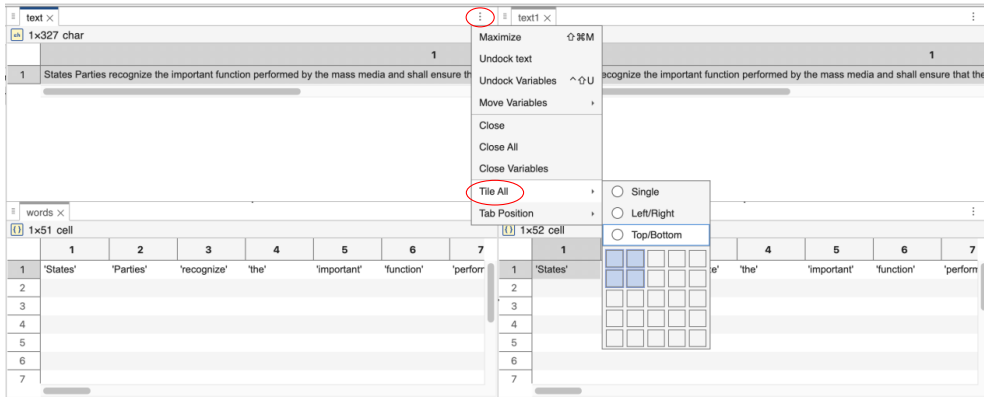 text ×
text1 ×
1×327 char
1
1
1 States Parties recognize the important function performed by the mass media and shall ensure th
ecognize the important function performed by the mass media and shall ensure that the
Maximize ⇧⌘M
Undock text
Undock Variables ^⇧U
Move Variables ›
Close
Close All
Close Variables
Tile All ›
Tab Position ›
Single
Left/Right
Top/Bottom
words ×
{} 1×51 cell
{} 1×52 cell
1 2 3 4 5 6 7
1 4 5 6 7
1 'States' 'Parties' 'recognize' 'the' 'important' 'function' 'perform
1 'States' ze' 'the' 'important' 'function' 'perform
2
2
3
3
4
4
5
5
6
6
7
7